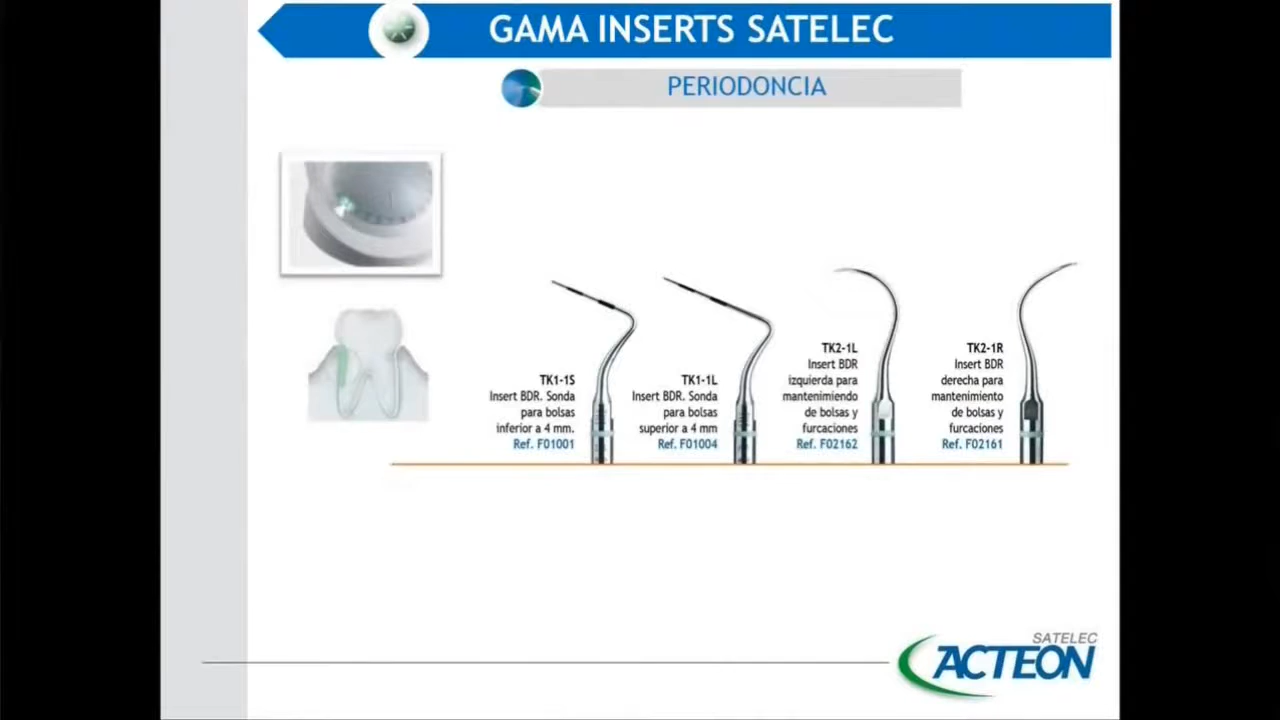 GAMA INSERTS SATELEC
PERIODONCIA
TK1-1S
Insert BDR. Sonda
para bolsas
inferior a 4 mm.
Ref. F01001
TK1-1L
Insert BDR. Sonda
para bolsas
superior a 4 mm
Ref. F01004
TK2-1L
Insert BDR
izquierda para
mantenimiendo
de bolsas y
furcaciones
Ref. F02162
TK2-1R
Insert BDR
derecha para
mantenimiento
de bolsas y
furcaciones
Ref. F02161
SATELEC
ACTEON